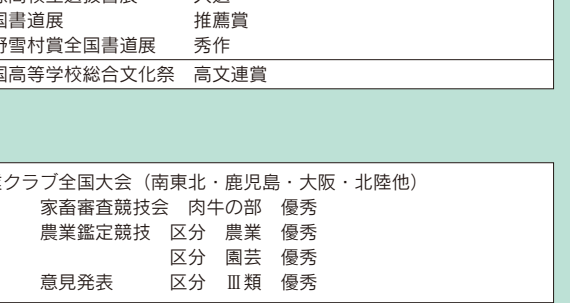 国書道展 推薦賞
野雪村賞全国書道展 秀作
国高等学校総合文化祭 高文連賞
クラブ全国大会（南東北・鹿児島・大阪・北陸他）
家畜審査競技会 肉牛の部 優秀
農業鑑定競技 区分 農業 優秀
区分 園芸 優秀
意見発表 区分 Ⅲ類 優秀